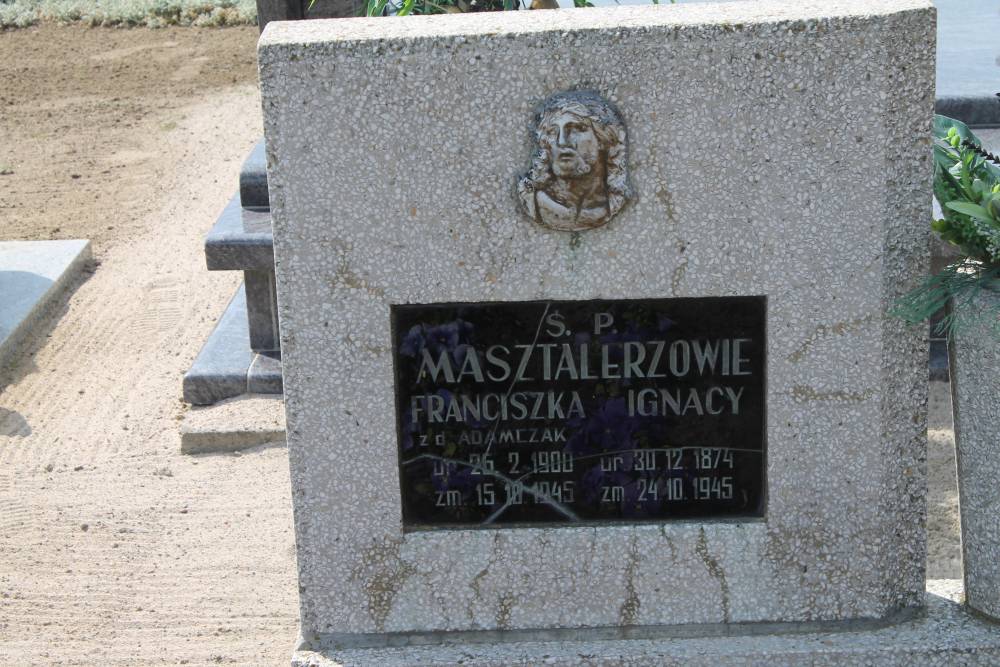 Ś. P.
MASZTALERZOWIE
FRANCISZKA IGNACY
z d. ADAMCZAK
ur. 26 2 1900 ur. 30 12 1874
zm 15 10 1945 zm 24 10. 1945